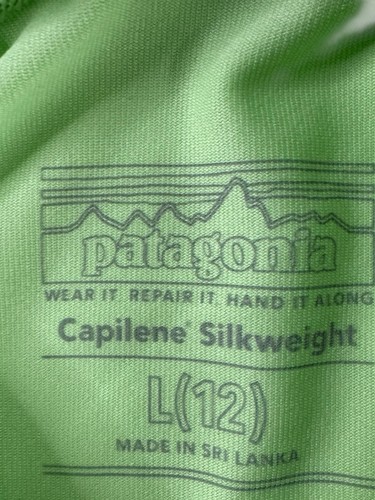 patagonia
WEAR IT REPAIR IT HAND IT ALONG
Capilene® Silkweight
L(12)
MADE IN SRI LANKA